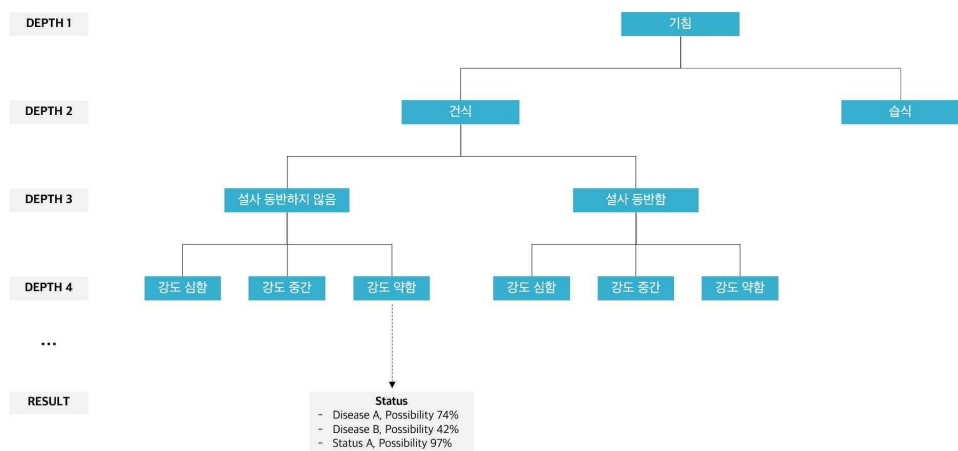 DEPTH 1
기침
DEPTH 2
건식
습식
DEPTH 3
설사 동반하지 않음
설사 동반함
DEPTH 4
강도 심함
강도 중간
강도 약함
강도 심함
강도 중간
강도 약함
...
RESULT
Status
- Disease A, Possibility 74%
- Disease B, Possibility 42%
- Status A, Possibility 97%